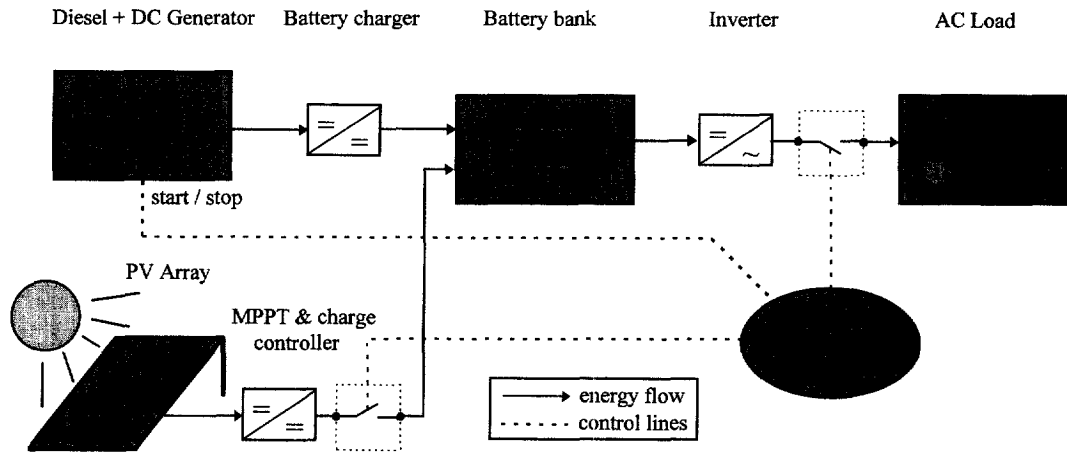 Diesel + DC Generator
Battery charger
Battery bank
Inverter
AC Load
start / stop
PV Array
MPPT & charge
controller
energy flow
control lines